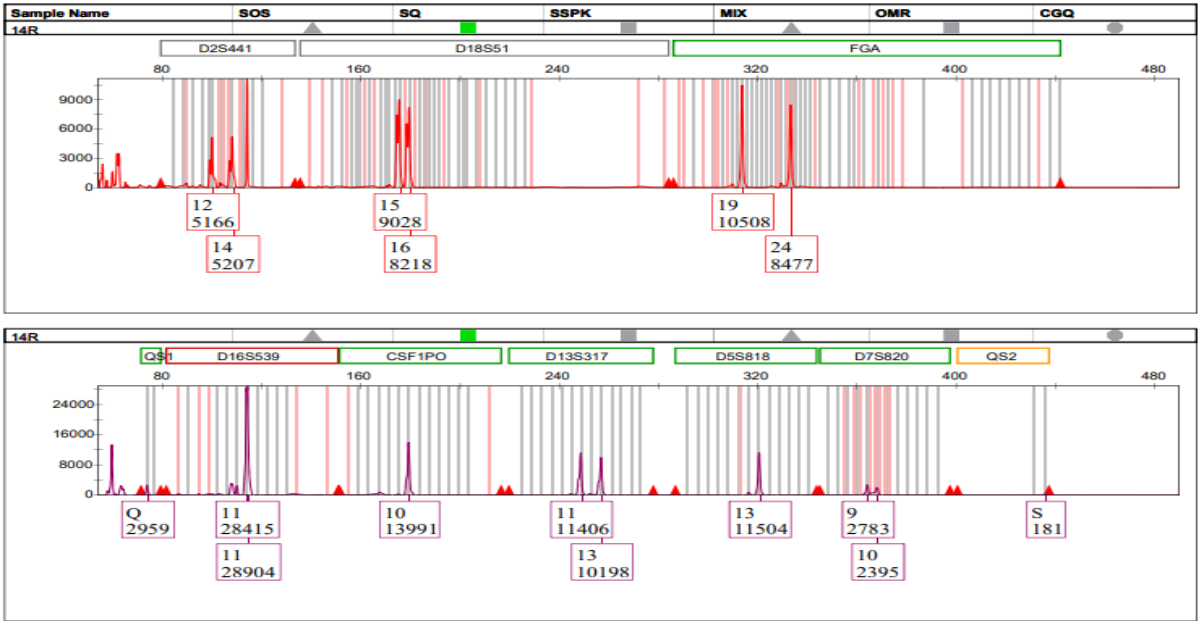 Sample Name SOS SQ SSPK MIX OMR CGQ
14R
D2S441 D18S51 FGA
80 160 240 320 400 480
9000
6000
3000
0
12 15 19
5166 9028 10508
14 16 24
5207 8218 8477
14R
QS1 D16S539 CSF1PO D13S317 D5S818 D7S820 QS2
80 160 240 320 400 480
24000
16000
8000
0
Q 11 10 11 13 9 S
2959 28415 13991 11406 11504 2783 181
11 13 10
28904 10198 2395